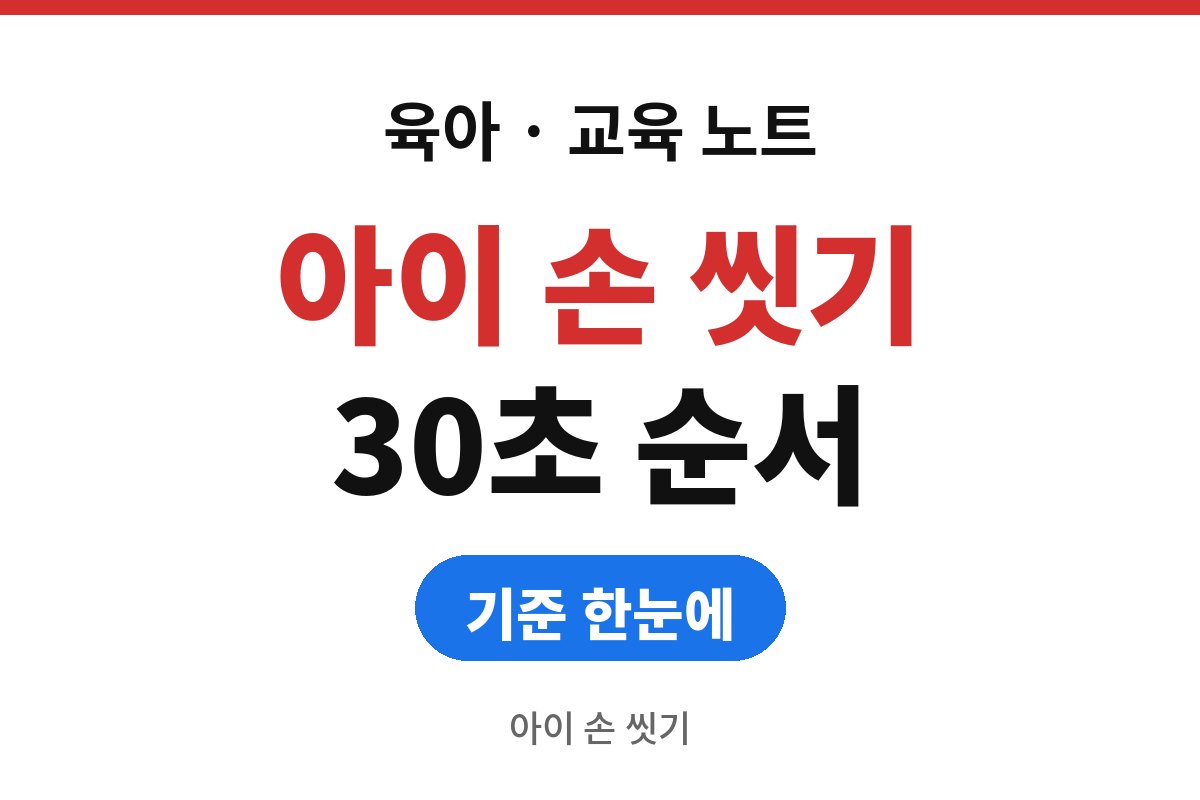 육아 · 교육 노트
아이 손 씻기
30초 순서
기준 한눈에
아이 손 씻기